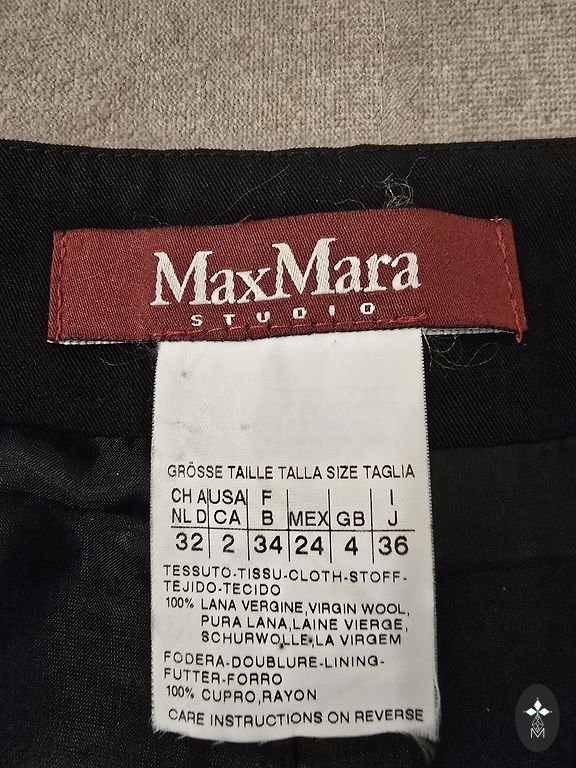 MaxMara
STUDIO
GRÖSSE TAILLE TALLA SIZE TAGLIA
CH A USA F I
NL D CA B MEX GB J
32 2 34 24 4 36
TESSUTO-TISSU-CLOTH-STOFF-
TEJIDO-TECIDO
100% LANA VERGINE,VIRGIN WOOL,
PURA LANA,LAINE VIERGE,
SCHURWOLLE,LA VIRGEM
FODERA-DOUBLURE-LINING-
FUTTER-FORRO
100% CUPRO,RAYON
CARE INSTRUCTIONS ON REVERSE
M